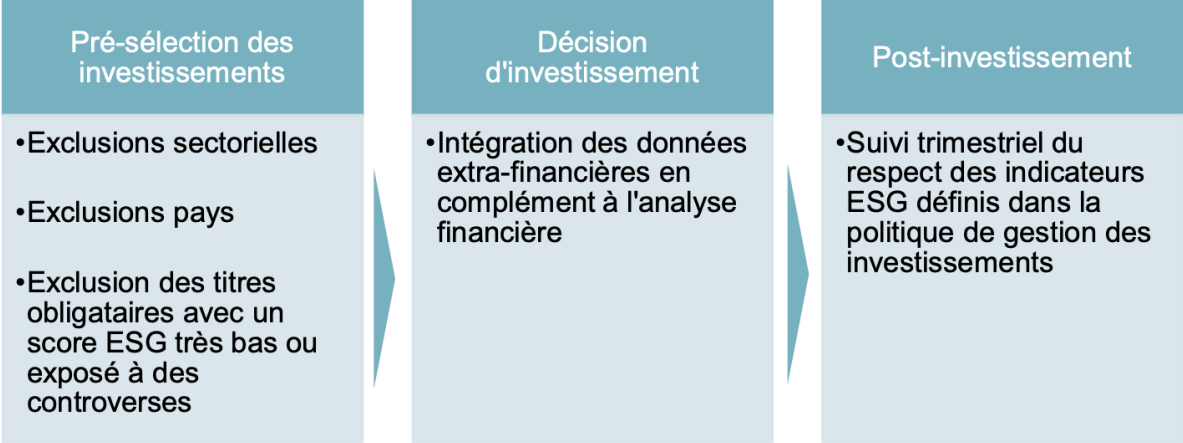 Pré-sélection des
investissements
•Exclusions sectorielles
•Exclusions pays
•Exclusion des titres
obligataires avec un
score ESG très bas ou
exposé à des
controverses
Décision
d'investissement
•Intégration des données
extra-financières en
complément à l'analyse
financière
Post-investissement
•Suivi trimestriel du
respect des indicateurs
ESG définis dans la
politique de gestion des
investissements